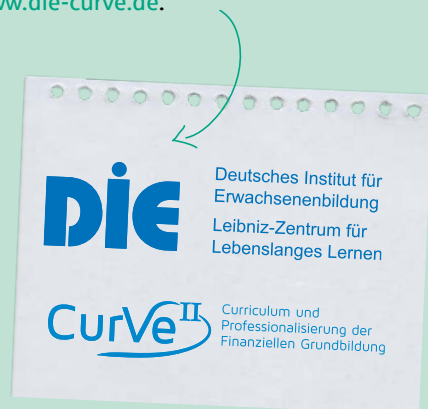 ww.die-curve.de.
DIE
Deutsches Institut für
Erwachsenenbildung
Leibniz-Zentrum für
Lebenslanges Lernen
CurVe II
Curriculum und
Professionalisierung der
Finanziellen Grundbildung